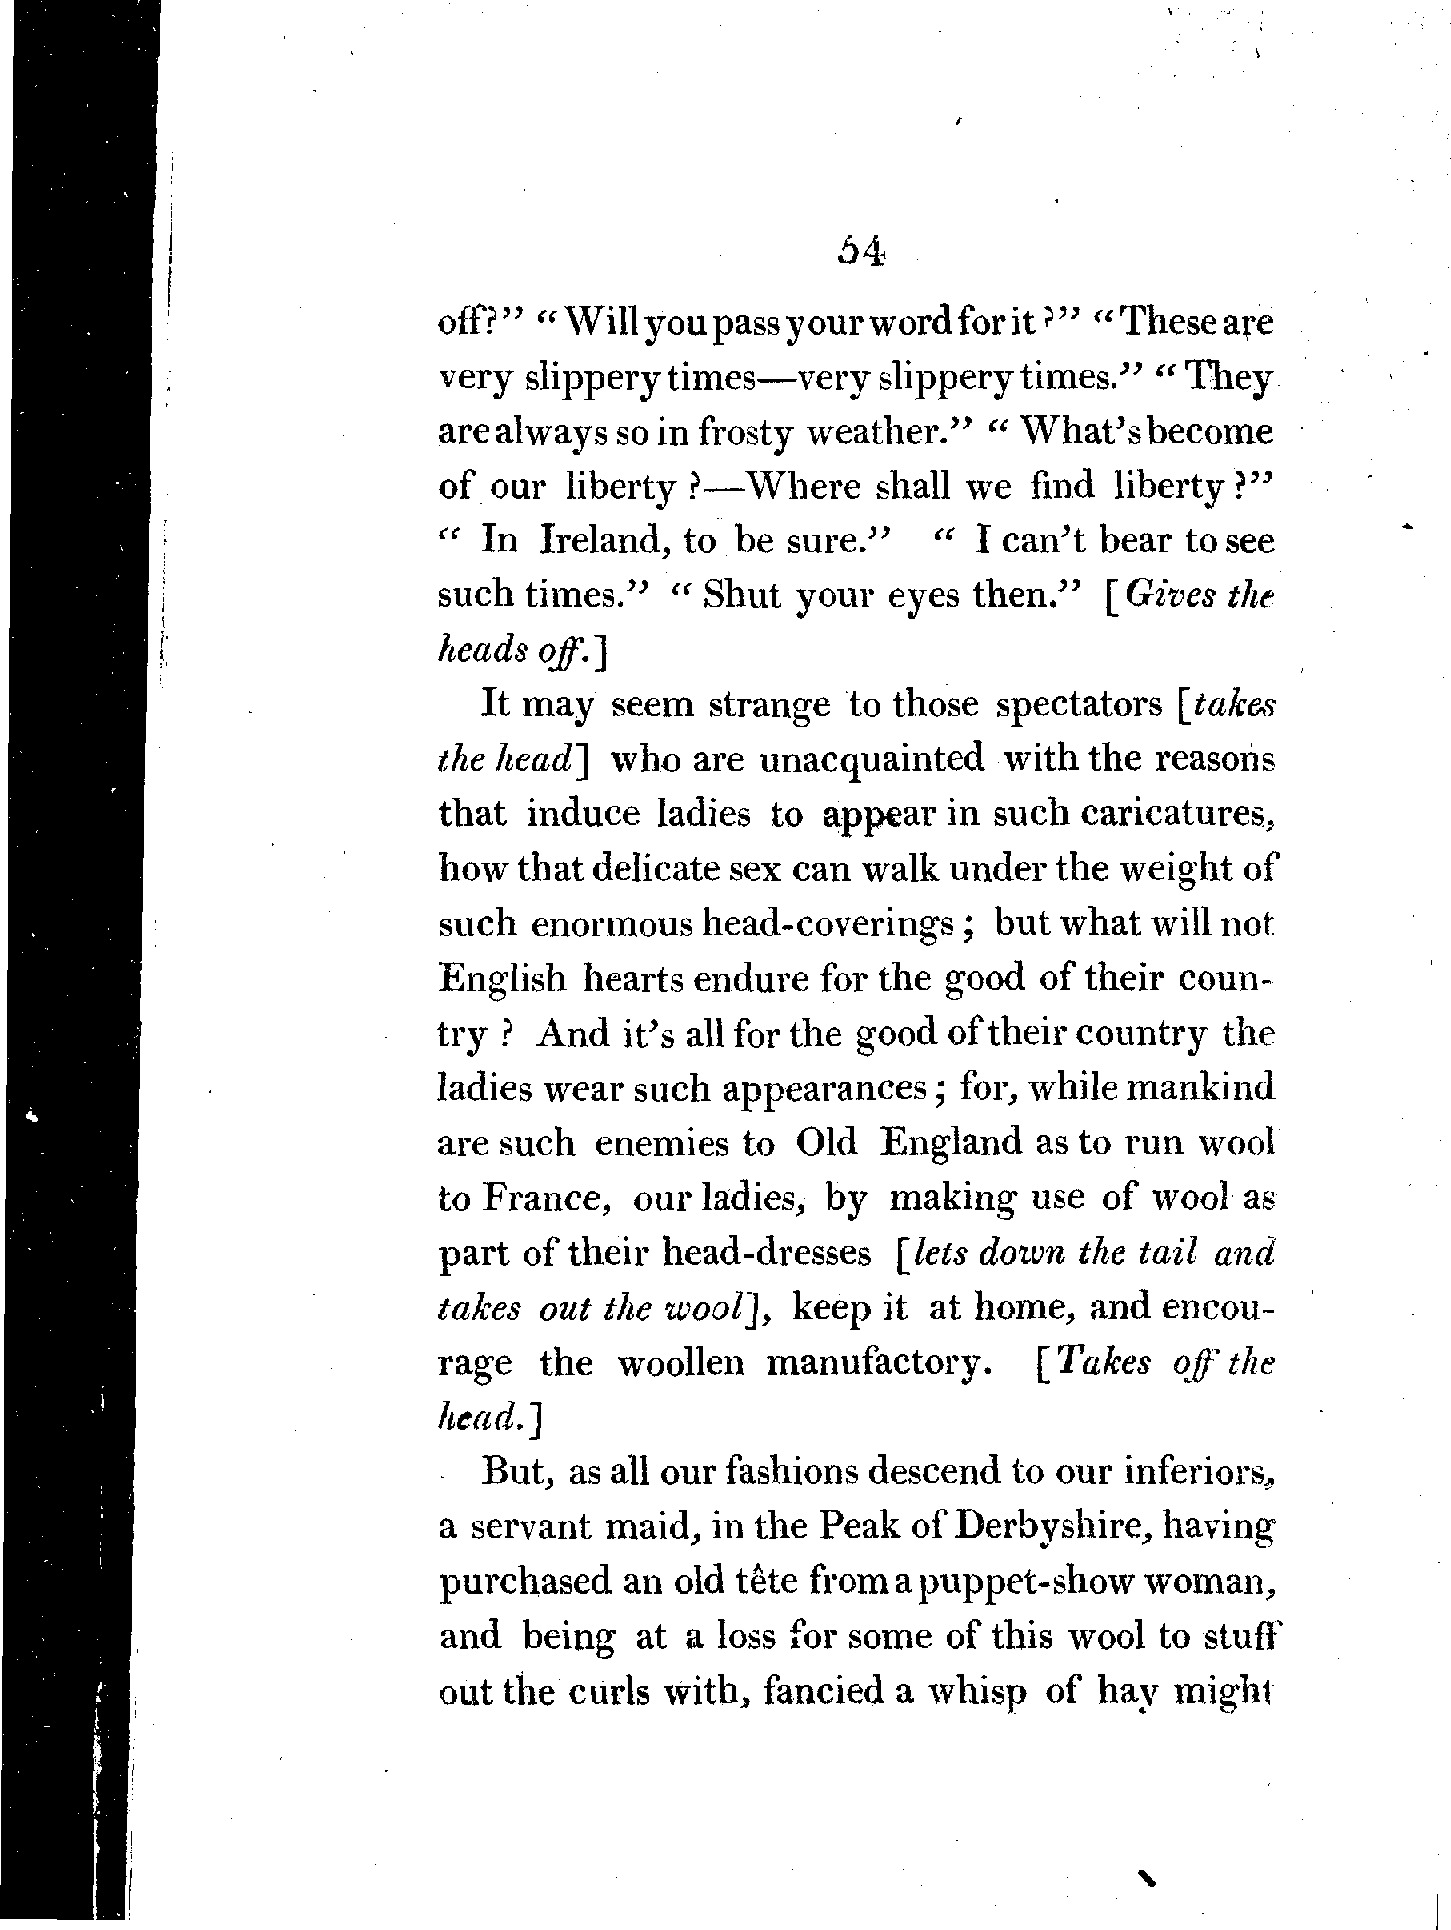 54
off?" "Will you pass your word for it?" "These are
very slippery times—very slippery times." "They
are always so in frosty weather." "What's become
of our liberty?—Where shall we find liberty?"
"In Ireland, to be sure." "I can't bear to see
such times." "Shut your eyes then." [Gives the
heads off.]
It may seem strange to those spectators [takes
the head] who are unacquainted with the reasons
that induce ladies to appear in such caricatures,
how that delicate sex can walk under the weight of
such enormous head-coverings; but what will not
English hearts endure for the good of their coun-
try? And it's all for the good of their country the
ladies wear such appearances; for, while mankind
are such enemies to Old England as to run wool
to France, our ladies, by making use of wool as
part of their head-dresses [lets down the tail and
takes out the wool], keep it at home, and encou-
rage the woollen manufactory. [Takes off the
head.]
But, as all our fashions descend to our inferiors,
a servant maid, in the Peak of Derbyshire, having
purchased an old tête from a puppet-show woman,
and being at a loss for some of this wool to stuff
out the curls with, fancied a whisp of hay might